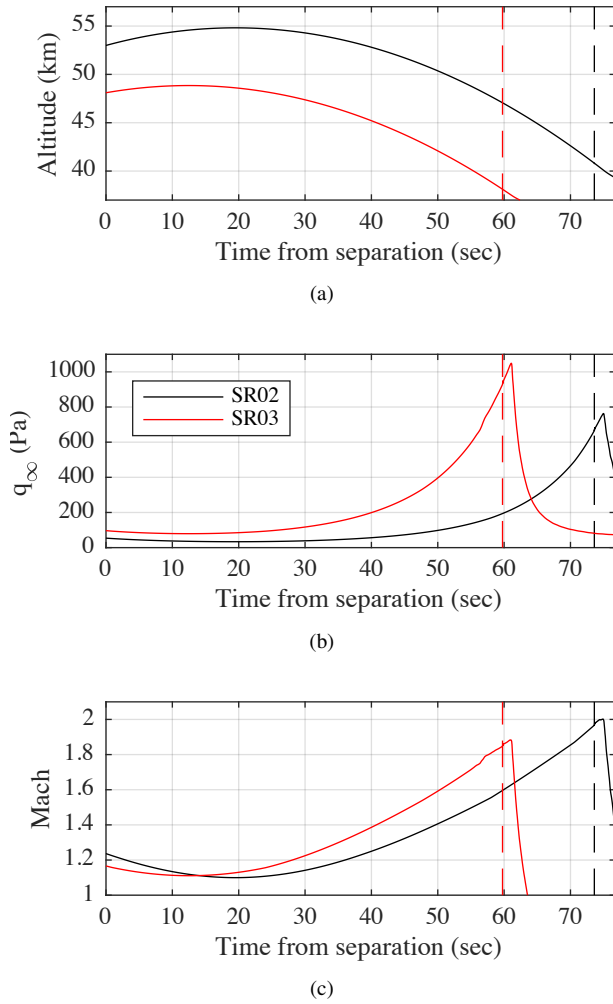 Altitude (km)
55
50
45
40
0 10 20 30 40 50 60 70
Time from separation (sec)
(a)
q∞ (Pa)
1000
800
600
400
200
0
SR02
SR03
0 10 20 30 40 50 60 70
Time from separation (sec)
(b)
Mach
2
1.8
1.6
1.4
1.2
1
0 10 20 30 40 50 60 70
Time from separation (sec)
(c)